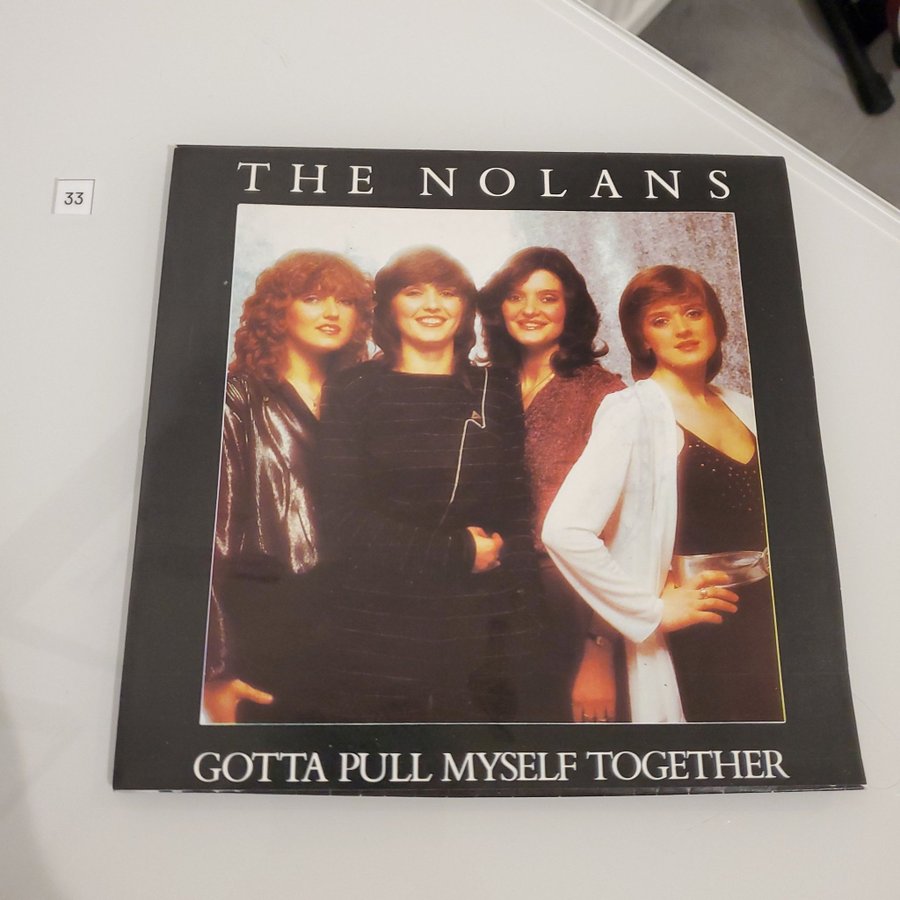 THE NOLANS
33
GOTTA PULL MYSELF TOGETHER